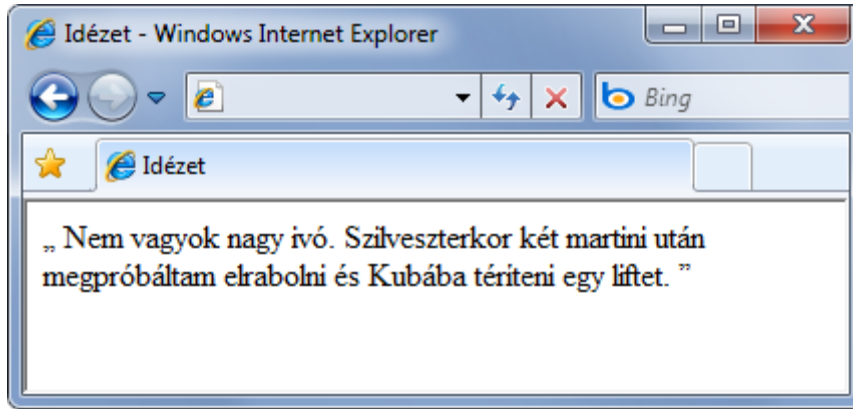 Idézet - Windows Internet Explorer
Bing
Idézet
„ Nem vagyok nagy ivó. Szilveszterkor két martini után
megpróbáltam elrabolni és Kubába tériteni egy liftet. ”